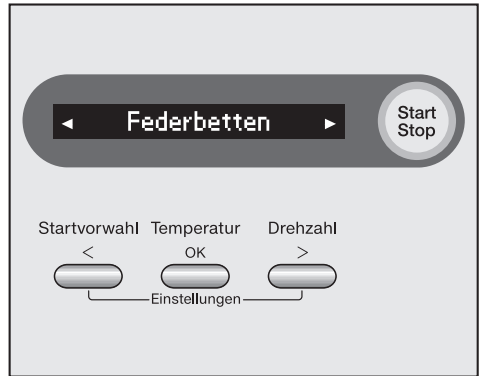 ◄ Federbetten ►
Start
Stop
Startvorwahl Temperatur Drehzahl
< OK >
Einstellungen